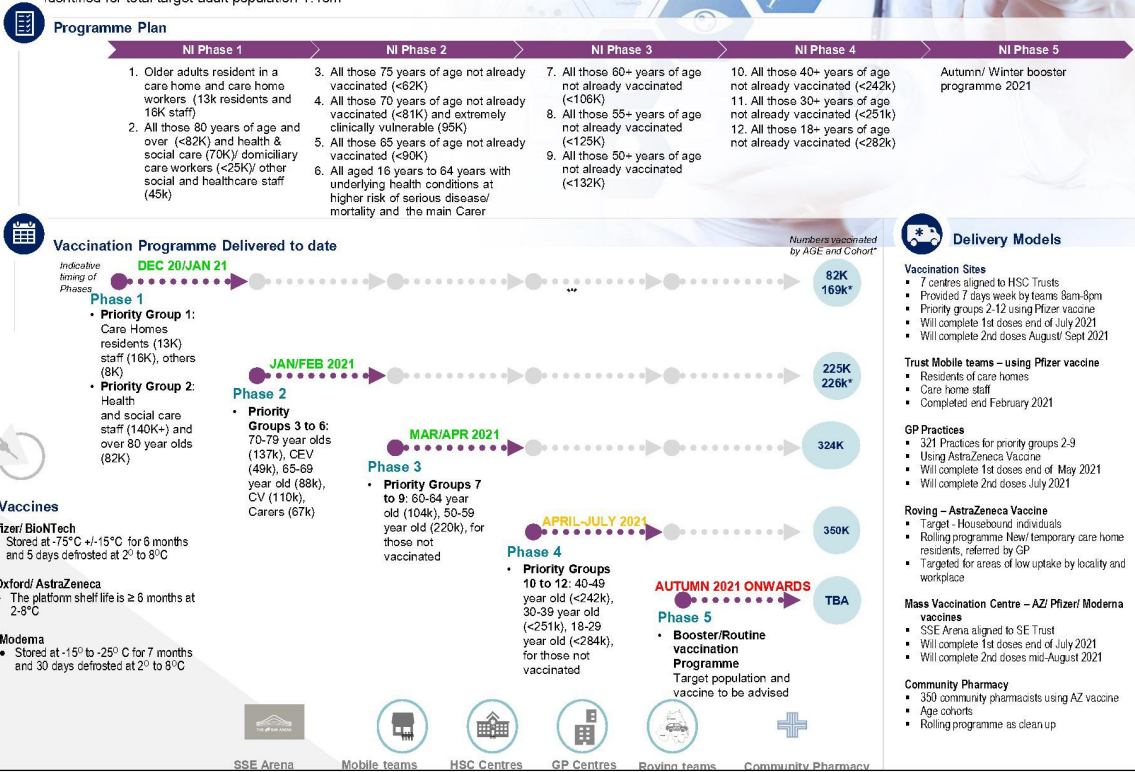 identified for total target adult population 1.43m
Programme Plan
NI Phase 1
NI Phase 2
NI Phase 3
NI Phase 4
NI Phase 5
1. Older adults resident in a
care home and care home
workers (13k residents and
16K staff)
2. All those 80 years of age and
over (<82K) and health &
social care (70K)/ domiciliary
care workers (<25K)/ other
social and healthcare staff
(45k)
3. All those 75 years of age not already
vaccinated (<62K)
4. All those 70 years of age not already
vaccinated (<81K) and extremely
clinically vulnerable (95K)
5. All those 65 years of age not already
vaccinated (<90K)
6. All aged 16 years to 64 years with
underlying health conditions at
higher risk of serious disease/
mortality and the main Carer
7. All those 60+ years of age
not already vaccinated
(<106K)
8. All those 55+ years of age
not already vaccinated
(<125K)
9. All those 50+ years of age
not already vaccinated
(<132K)
10. All those 40+ years of age
not already vaccinated (<242k)
11. All those 30+ years of age
not already vaccinated (<251k)
12. All those 18+ years of age
not already vaccinated (<282k)
Autumn/ Winter booster
programme 2021
Vaccination Programme Delivered to date
Numbers vaccinated
by AGE and Cohort*
Indicative
timing of
Phases
DEC 20/JAN 21
82K
169k*
Phase 1
• Priority Group 1:
Care Homes
residents (13K)
staff (16K), others
(8K)
• Priority Group 2:
Health
and social care
staff (140K+) and
over 80 year olds
(82K)
JAN/FEB 2021
225K
226k*
Phase 2
• Priority
Groups 3 to 6:
70-79 year olds
(137k), CEV
(49k), 65-69
year old (88k),
CV (110k),
Carers (67k)
MAR/APR 2021
324K
Phase 3
• Priority Groups 7
to 9: 60-64 year
old (104k), 50-59
year old (220k), for
those not
vaccinated
APRIL-JULY 2021
350K
Phase 4
• Priority Groups
10 to 12: 40-49
year old (<242k),
30-39 year old
(<251k), 18-29
year old (<284k),
for those not
vaccinated
AUTUMN 2021 ONWARDS
TBA
Phase 5
• Booster/Routine
vaccination
Programme
Target population and
vaccine to be advised
Vaccines
fizer/ BioNTech
Stored at -75°C +/-15°C for 6 months
and 5 days defrosted at 2⁰ to 8⁰C
Oxford/ AstraZeneca
- The platform shelf life is ≥ 6 months at
2-8°C
Moderna
• Stored at -15⁰ to -25⁰ C for 7 months
and 30 days defrosted at 2⁰ to 8⁰C
THE SSE ARENA
SSE Arena
Mobile teams
HSC Centres
GP Centres
Roving teams
Community Pharmacy
Delivery Models
Vaccination Sites
▪ 7 centres aligned to HSC Trusts
▪ Provided 7 days week by teams 8am-8pm
▪ Priority groups 2-12 using Pfizer vaccine
▪ Will complete 1st doses end of July 2021
▪ Will complete 2nd doses August/ Sept 2021
Trust Mobile teams – using Pfizer vaccine
▪ Residents of care homes
▪ Care home staff
▪ Completed end February 2021
GP Practices
▪ 321 Practices for priority groups 2-9
▪ Using AstraZeneca Vaccine
▪ Will complete 1st doses end of May 2021
▪ Will complete 2nd doses July 2021
Roving – AstraZeneca Vaccine
▪ Target - Housebound individuals
▪ Rolling programme New/ temporary care home
residents, referred by GP
▪ Targeted for areas of low uptake by locality and
workplace
Mass Vaccination Centre – AZ/ Pfizer/ Moderna
vaccines
▪ SSE Arena aligned to SE Trust
▪ Will complete 1st doses end of July 2021
▪ Will complete 2nd doses mid-August 2021
Community Pharmacy
▪ 350 community pharmacists using AZ vaccine
▪ Age cohorts
▪ Rolling programme as clean up